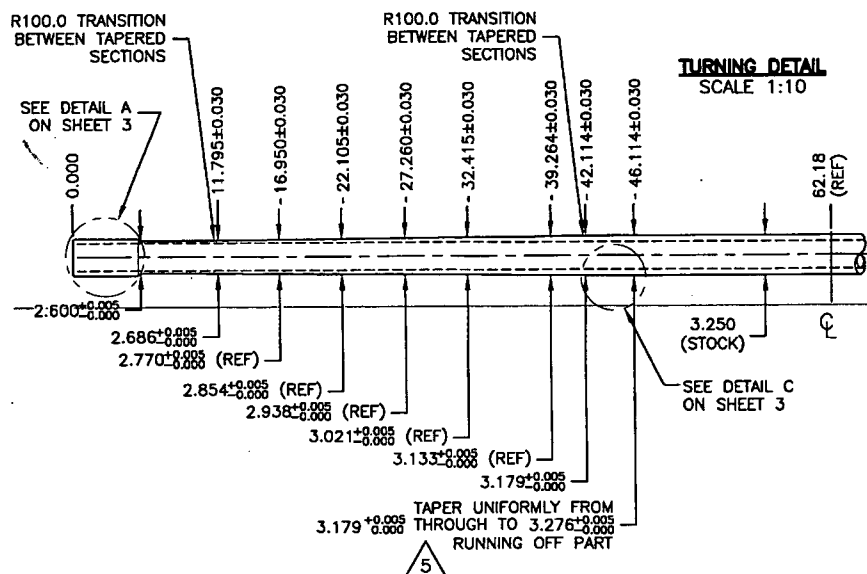 R100.0 TRANSITION
BETWEEN TAPERED
SECTIONS
R100.0 TRANSITION
BETWEEN TAPERED
SECTIONS
TURNING DETAIL
SCALE 1:10
SEE DETAIL A
ON SHEET 3
0.000
11.795±0.030
16.950±0.030
22.105±0.030
27.260±0.030
32.415±0.030
39.264±0.030
42.114±0.030
46.114±0.030
62.18
(REF)
2.600+0.005-0.000
2.686+0.005-0.000
2.770+0.005-0.000 (REF)
2.854+0.005-0.000 (REF)
2.938+0.005-0.000 (REF)
3.021+0.005-0.000 (REF)
3.133+0.005-0.000 (REF)
3.179+0.005-0.000
3.250
(STOCK)
℄
SEE DETAIL C
ON SHEET 3
TAPER UNIFORMLY FROM
3.179 +0.005 0.000 THROUGH TO 3.276+0.005-0.000
RUNNING OFF PART
5